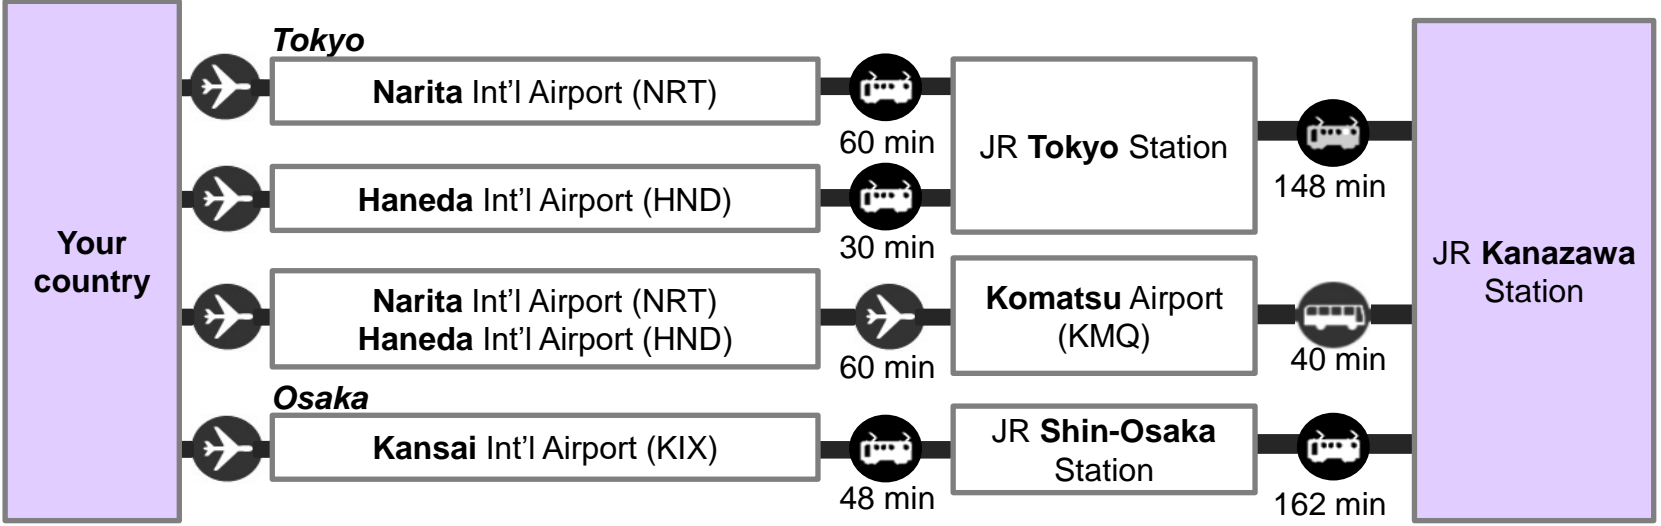 Your
country
Tokyo
Narita Int'l Airport (NRT)
60 min
Haneda Int'l Airport (HND)
30 min
JR Tokyo Station
148 min
Narita Int'l Airport (NRT)
Haneda Int'l Airport (HND)
60 min
Komatsu Airport
(KMQ)
40 min
Osaka
Kansai Int'l Airport (KIX)
48 min
JR Shin-Osaka
Station
162 min
JR Kanazawa
Station